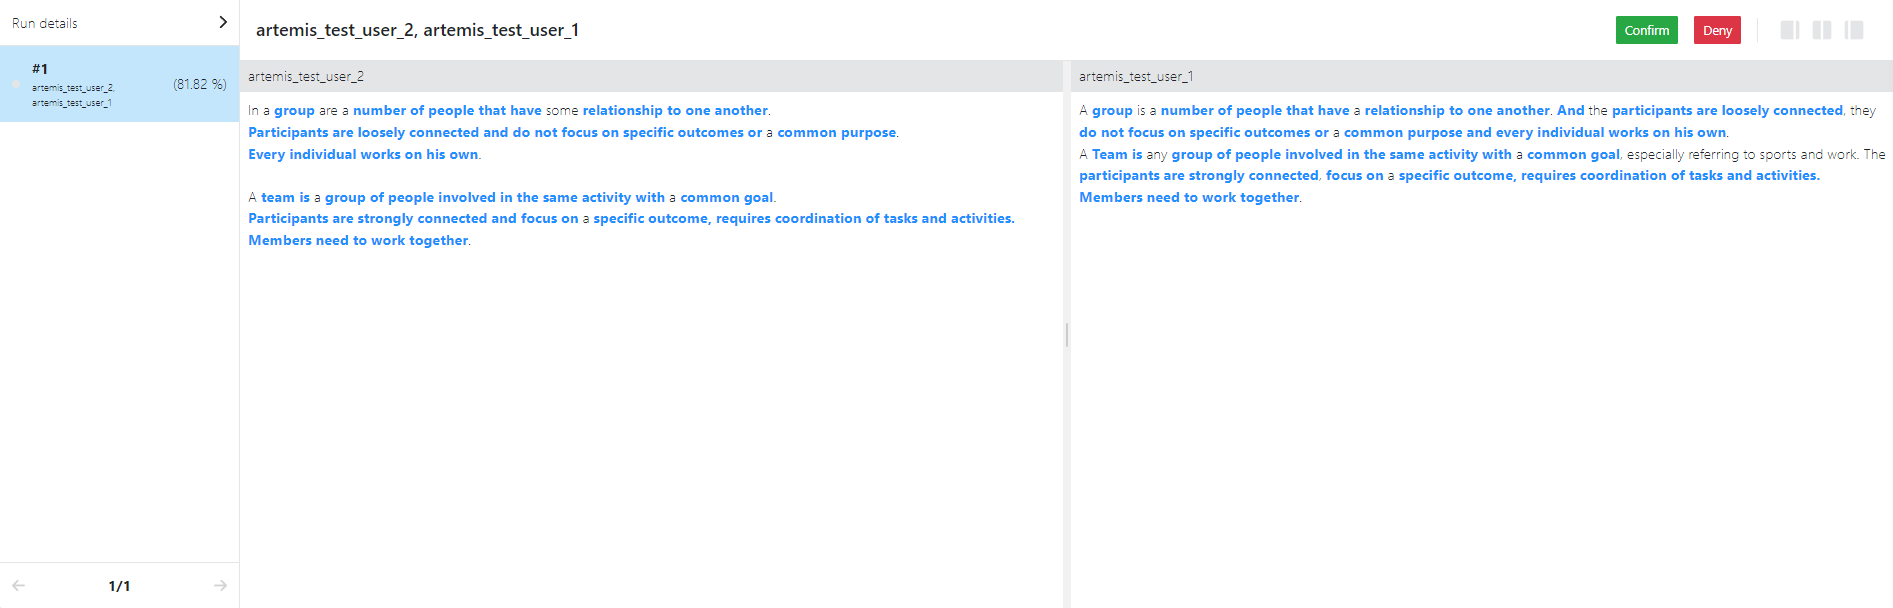 Run details
#1
artemis_test_user_2,
artemis_test_user_1
(81.82 %)
1/1
artemis_test_user_2, artemis_test_user_1
Confirm
Deny
artemis_test_user_2
In a group are a number of people that have some relationship to one another.
Participants are loosely connected and do not focus on specific outcomes or a common purpose.
Every individual works on his own.
A team is a group of people involved in the same activity with a common goal.
Participants are strongly connected and focus on a specific outcome, requires coordination of tasks and activities.
Members need to work together.
artemis_test_user_1
A group is a number of people that have a relationship to one another. And the participants are loosely connected, they
do not focus on specific outcomes or a common purpose and every individual works on his own.
A Team is any group of people involved in the same activity with a common goal, especially referring to sports and work. The
participants are strongly connected, focus on a specific outcome, requires coordination of tasks and activities.
Members need to work together.